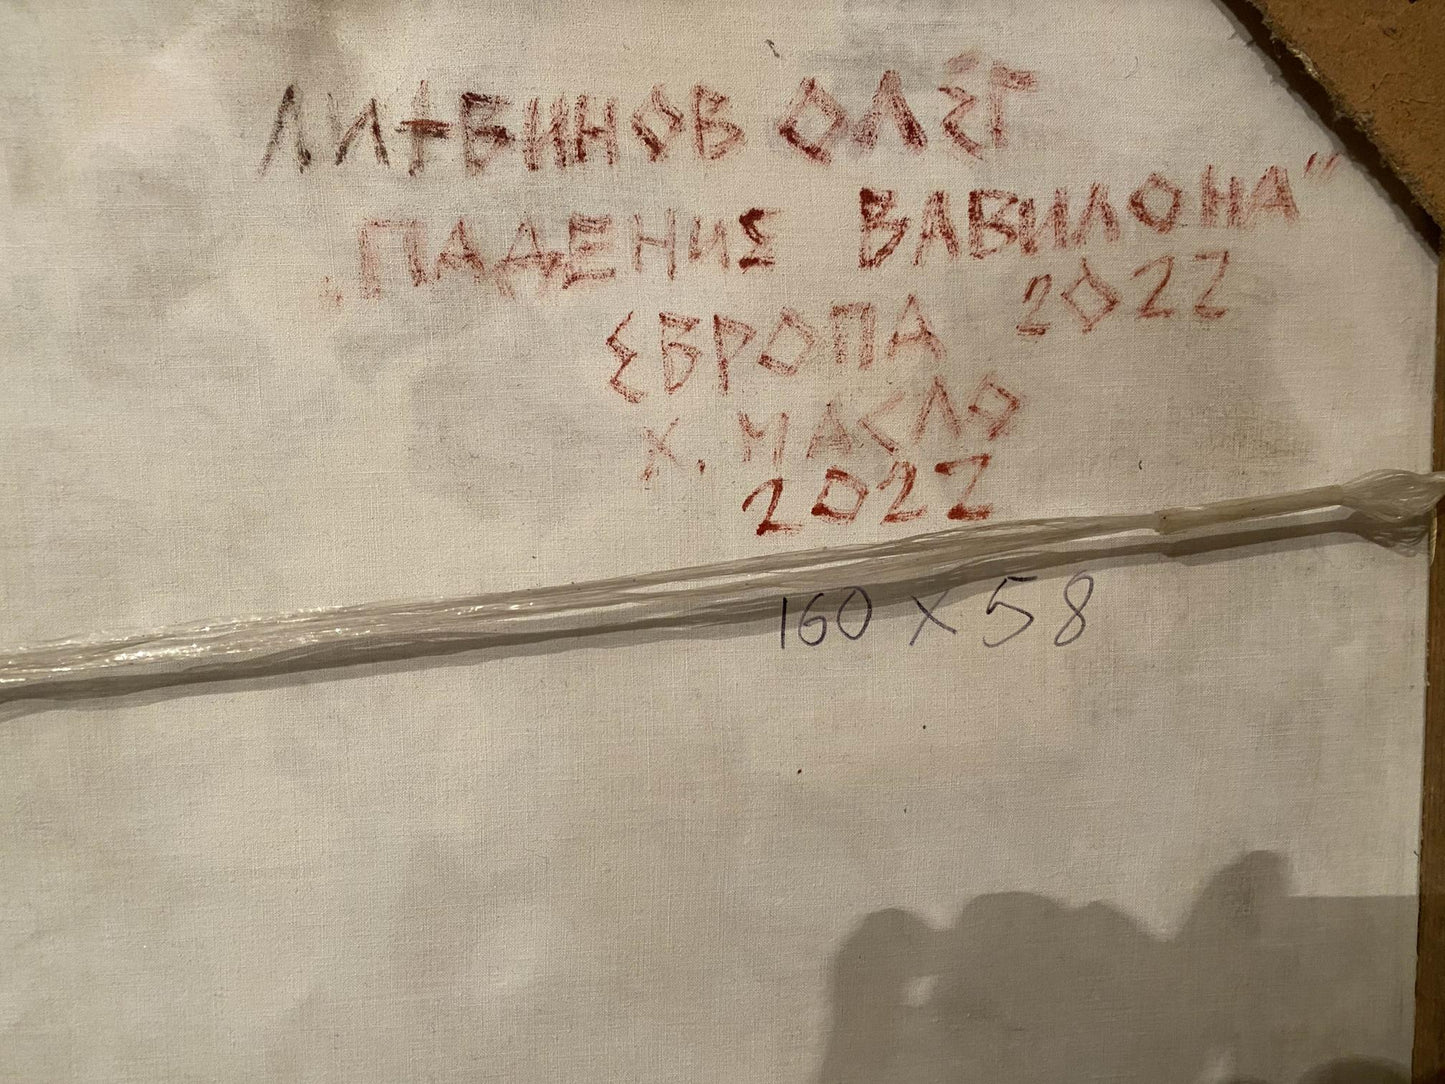 ЛИТВИНОВ ОЛЕГ
"ПАДЕНИЕ ВАВИЛОНА"
ЕВРОПА 2022
Х. МАСЛО
2022
160 х 58